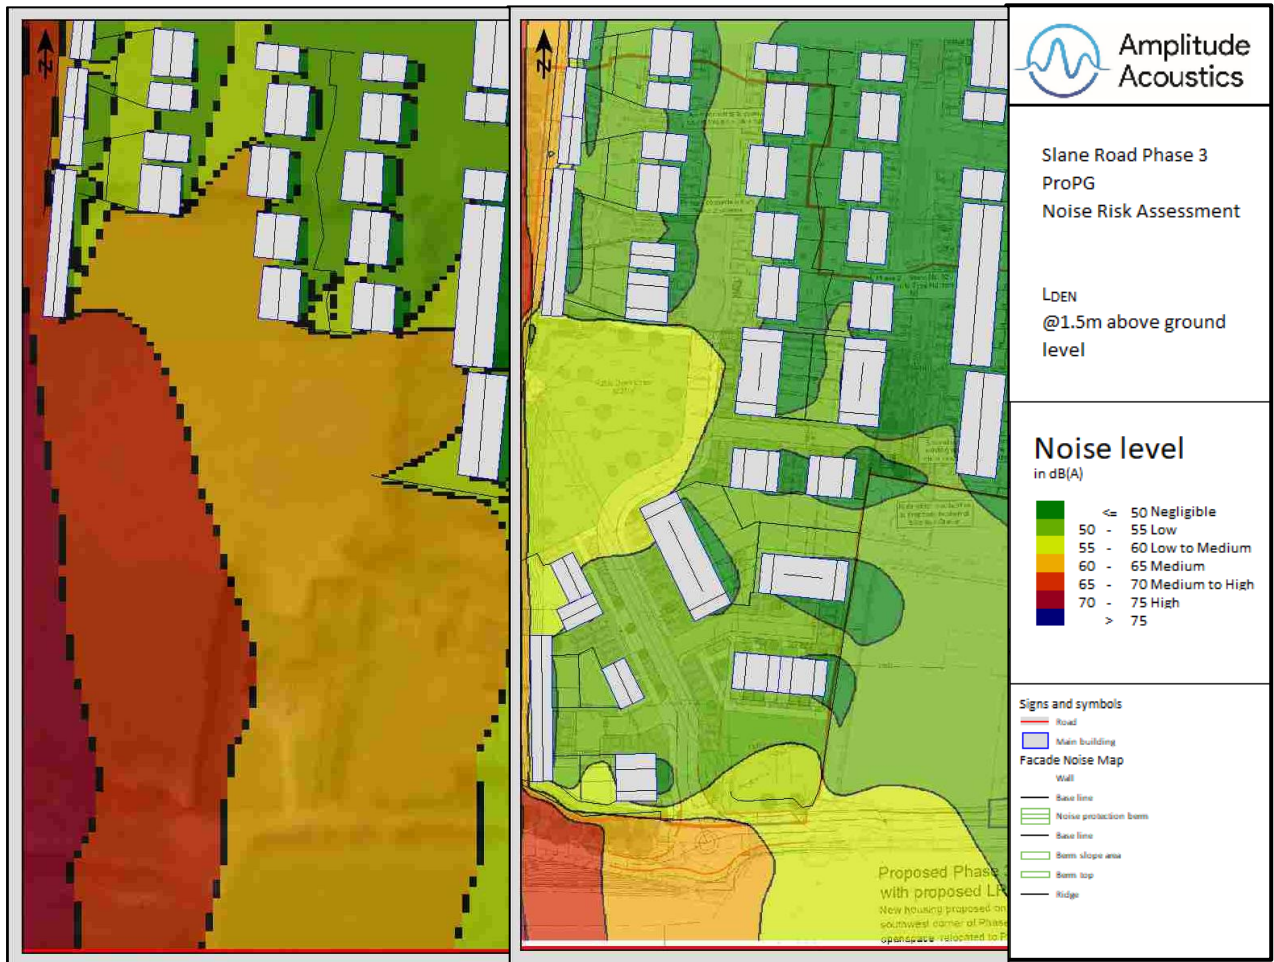 N
N
Amplitude
Acoustics
Slane Road Phase 3
ProPG
Noise Risk Assessment
LDEN
@1.5m above ground
level
Noise level
in dB(A)
<= 50 Negligible
50 - 55 Low
55 - 60 Low to Medium
60 - 65 Medium
65 - 70 Medium to High
70 - 75 High
> 75
Signs and symbols
Road
Main building
Facade Noise Map
Wall
Base line
Noise protection berm
Base line
Berm slope area
Berm top
Ridge
Proposed Phase
with proposed
New housing proposed on
southwest corner of Phase
openspace relocated to